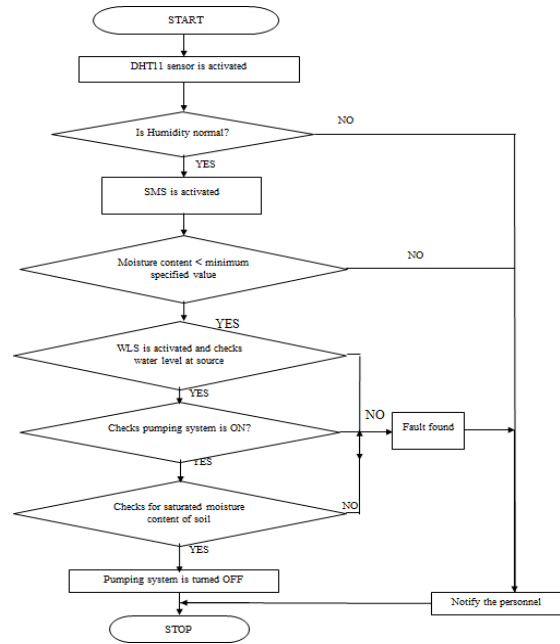 START
DHT11 sensor is activated
Is Humidity normal?
NO
YES
SMS is activated
Moisture content < minimum
specified value
NO
YES
WLS is activated and checks
water level at source
YES
NO
Checks pumping system is ON?
Fault found
YES
Checks for saturated moisture
content of soil
NO
YES
Pumping system is turned OFF
Notify the personnel
STOP